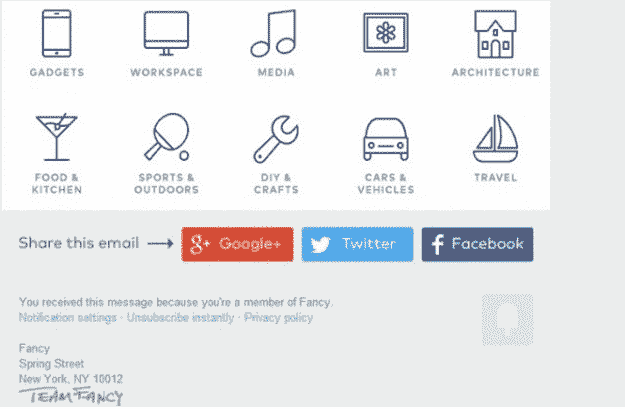 GADGETS
WORKSPACE
MEDIA
ART
ARCHITECTURE
FOOD &
KITCHEN
SPORTS &
OUTDOORS
DIY &
CRAFTS
CARS &
VEHICLES
TRAVEL
Share this email → g+ Google+ Twitter f Facebook
You received this message because you're a member of Fancy.
Notification settings · Unsubscribe instantly · Privacy policy
Fancy
Spring Street
New York, NY 10012
TEAM FANCY